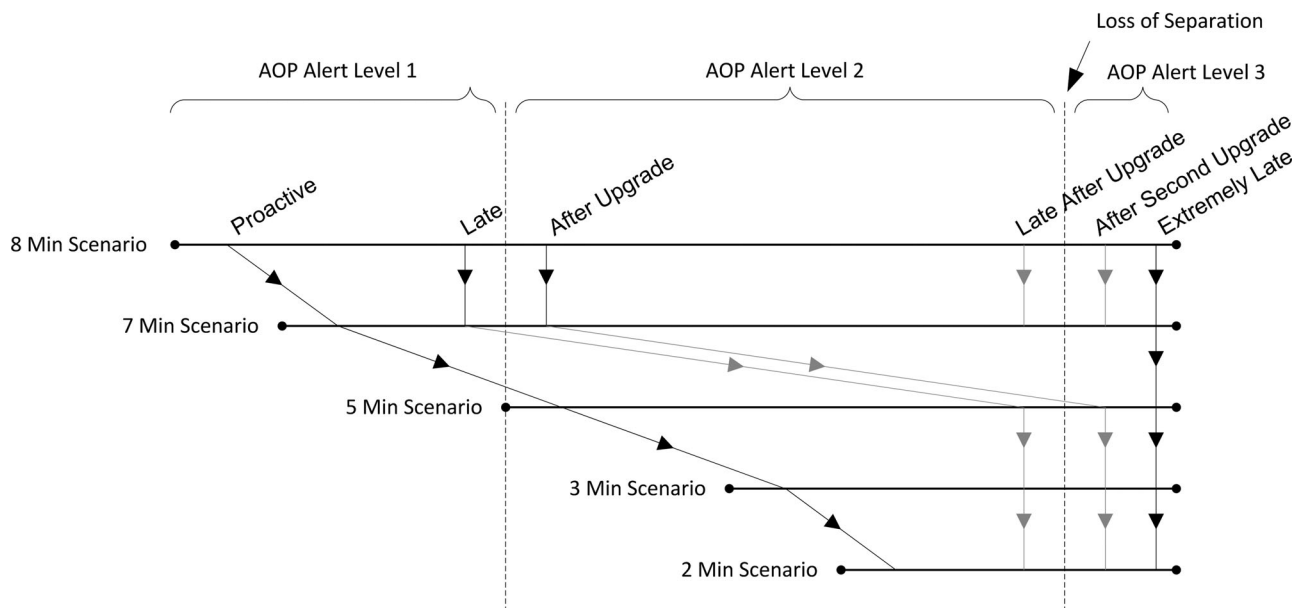 Loss of Separation
AOP Alert Level 1
AOP Alert Level 2
AOP Alert Level 3
Proactive
Late
After Upgrade
Late After Upgrade
After Second Upgrade
Extremely Late
8 Min Scenario
7 Min Scenario
5 Min Scenario
3 Min Scenario
2 Min Scenario